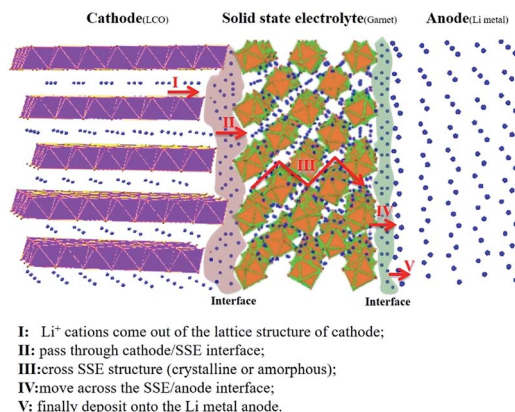 Cathode(LCO) Solid state electrolyte(Garnet) Anode(Li metal)
I
II
III
IV
V
Interface Interface
I: Li⁺ cations come out of the lattice structure of cathode;
II: pass through cathode/SSE interface;
III:cross SSE structure (crystalline or amorphous);
IV:move across the SSE/anode interface;
V: finally deposit onto the Li metal anode.